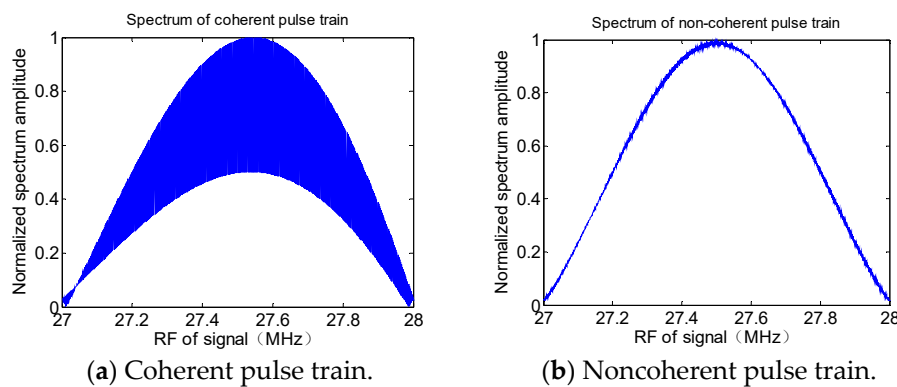 Spectrum of coherent pulse train
1
0.8
0.6
0.4
0.2
0
Normalized spectrum amplitude
27 27.2 27.4 27.6 27.8 28
RF of signal（MHz）
(a) Coherent pulse train.
Spectrum of non-coherent pulse train
1
0.8
0.6
0.4
0.2
0
Normalized spectrum amplitude
27 27.2 27.4 27.6 27.8 28
RF of signal（MHz）
(b) Noncoherent pulse train.